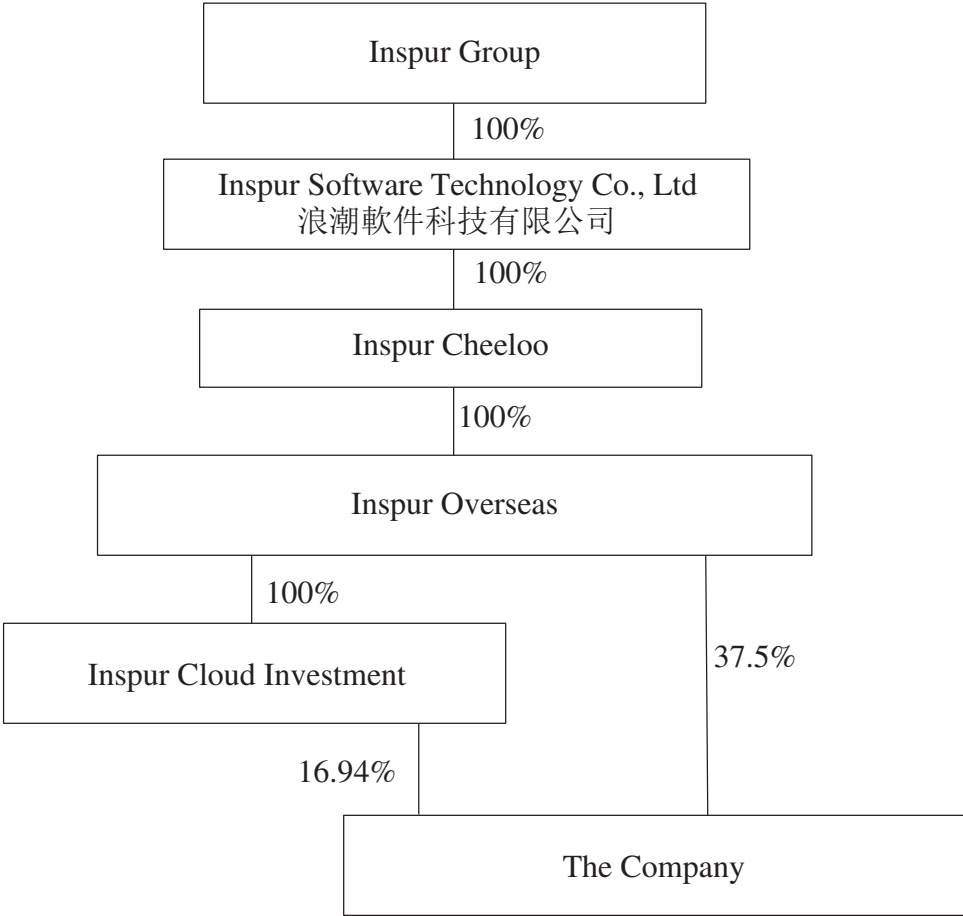 Inspur Group
100%
Inspur Software Technology Co., Ltd
浪潮軟件科技有限公司
100%
Inspur Cheeloo
100%
Inspur Overseas
100%
37.5%
Inspur Cloud Investment
16.94%
The Company